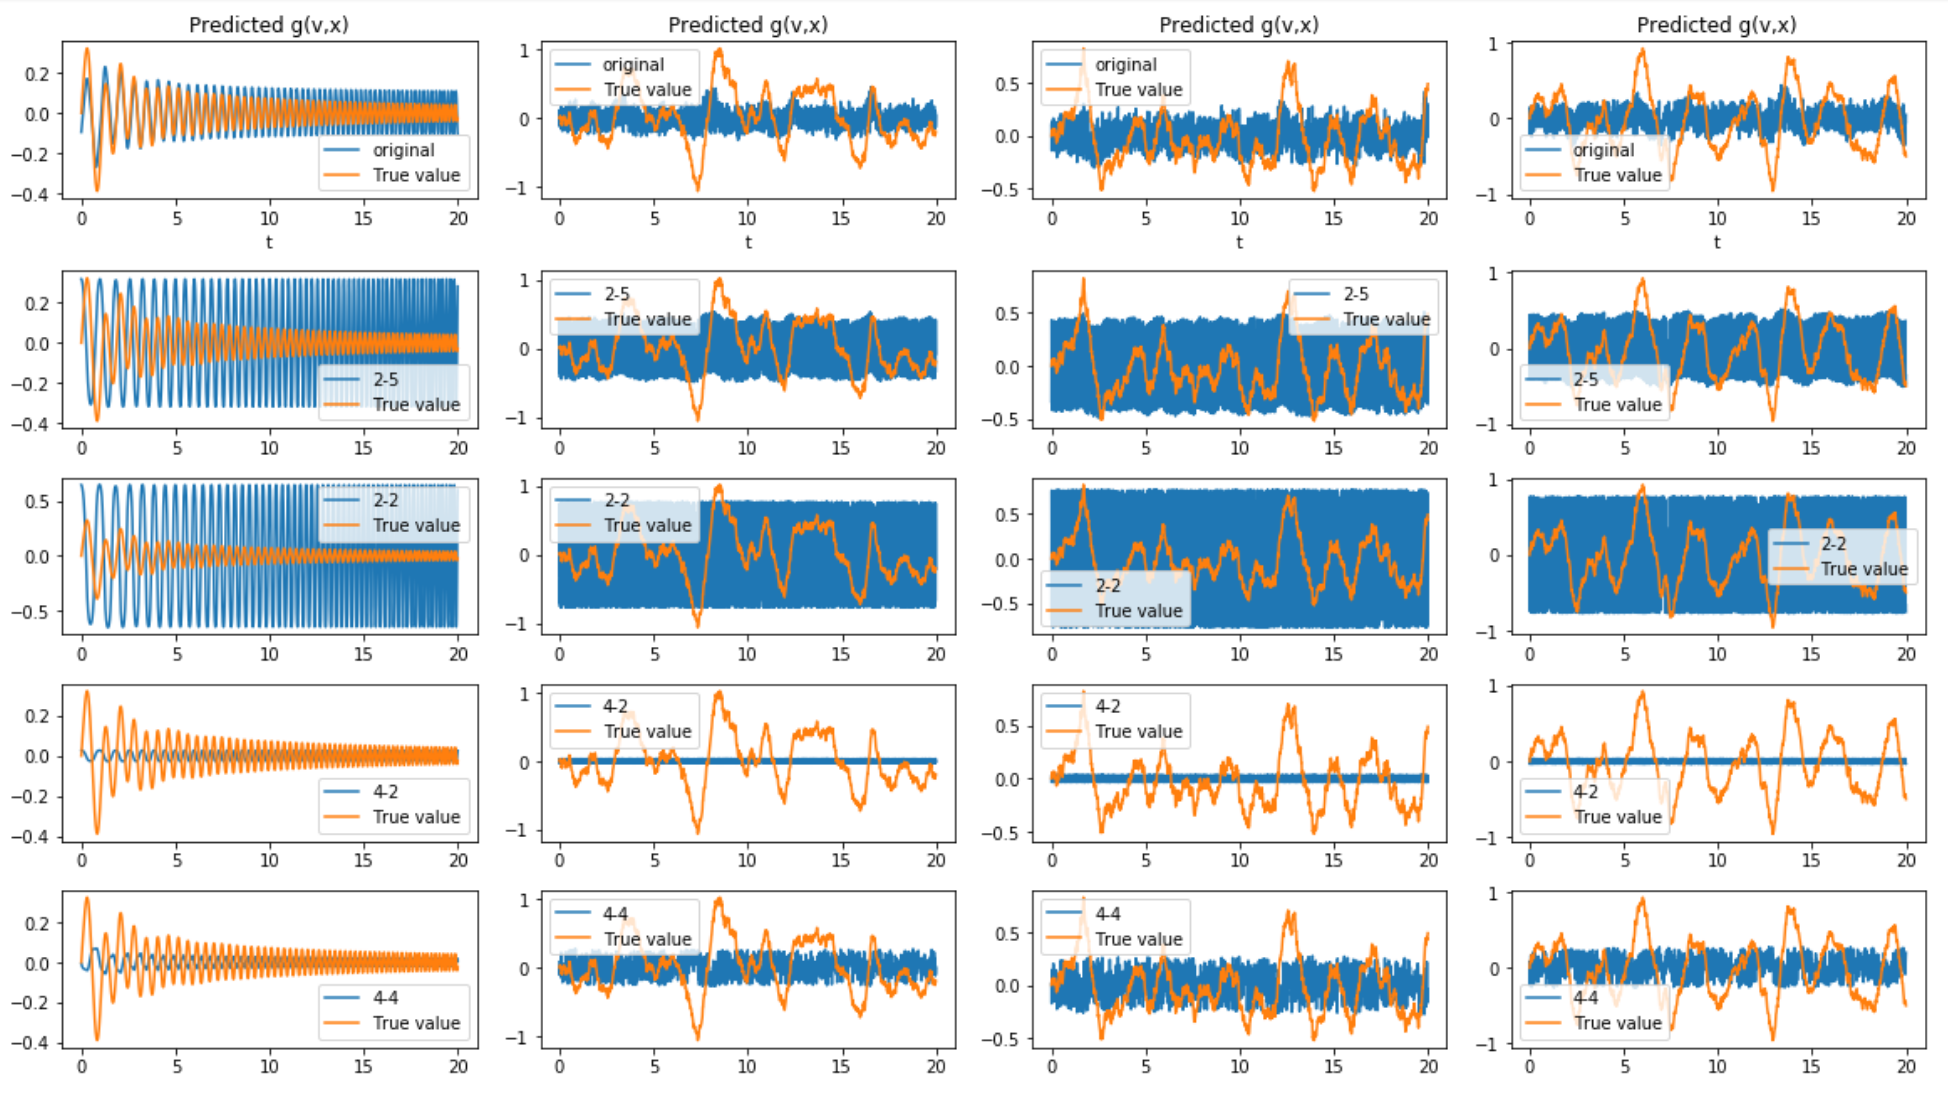 Predicted g(v,x) Predicted g(v,x) Predicted g(v,x) Predicted g(v,x)
0.2 1 0.5 1
original original
True value True value
0.0 0 0.0 0
−0.2 original original
True value True value
−0.4 −1 −0.5 −1
0 5 10 15 20 0 5 10 15 20 0 5 10 15 20 0 5 10 15 20
t t t t
0.2 1 0.5 1
2-5 2-5
True value True value
0.0 0 0.0 0
−0.2 2-5 2-5
True value True value
−0.4 −1 −0.5 −1
0 5 10 15 20 0 5 10 15 20 0 5 10 15 20 0 5 10 15 20
0.5 1 0.5 1
2-2 2-2
True value True value
0.0 0 0.0 0
2-2
True value
2-2
True value
−0.5 −1 −0.5 −1
0 5 10 15 20 0 5 10 15 20 0 5 10 15 20 0 5 10 15 20
0.2 1 0.5 1
4-2 4-2
True value True value
0.0 0 0.0 0
−0.2 4-2 4-2
True value True value
−0.4 −1 −0.5 −1
0 5 10 15 20 0 5 10 15 20 0 5 10 15 20 0 5 10 15 20
0.2 1 0.5 1
4-4 4-4
True value True value
0.0 0 0.0 0
−0.2 4-4 4-4
True value True value
−0.4 −1 −0.5 −1
0 5 10 15 20 0 5 10 15 20 0 5 10 15 20 0 5 10 15 20